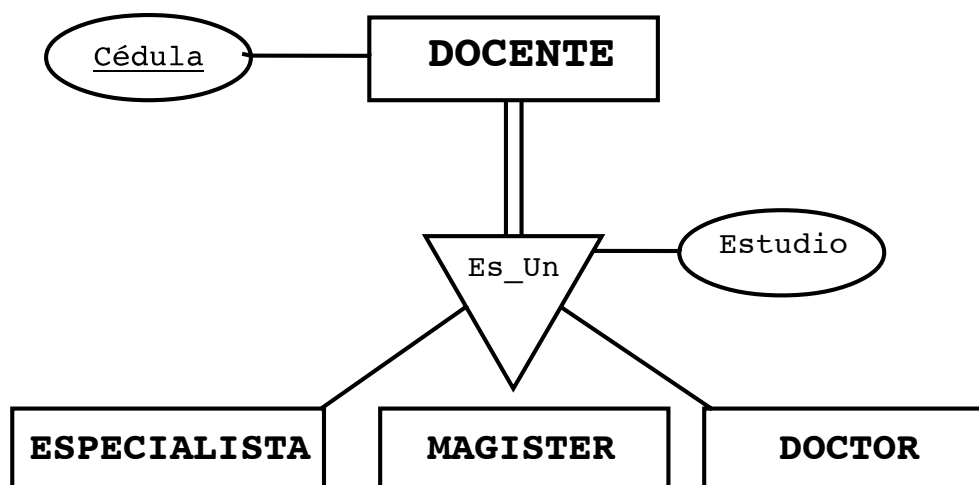 Cédula
DOCENTE
Estudio
Es_Un
ESPECIALISTA
MAGISTER
DOCTOR